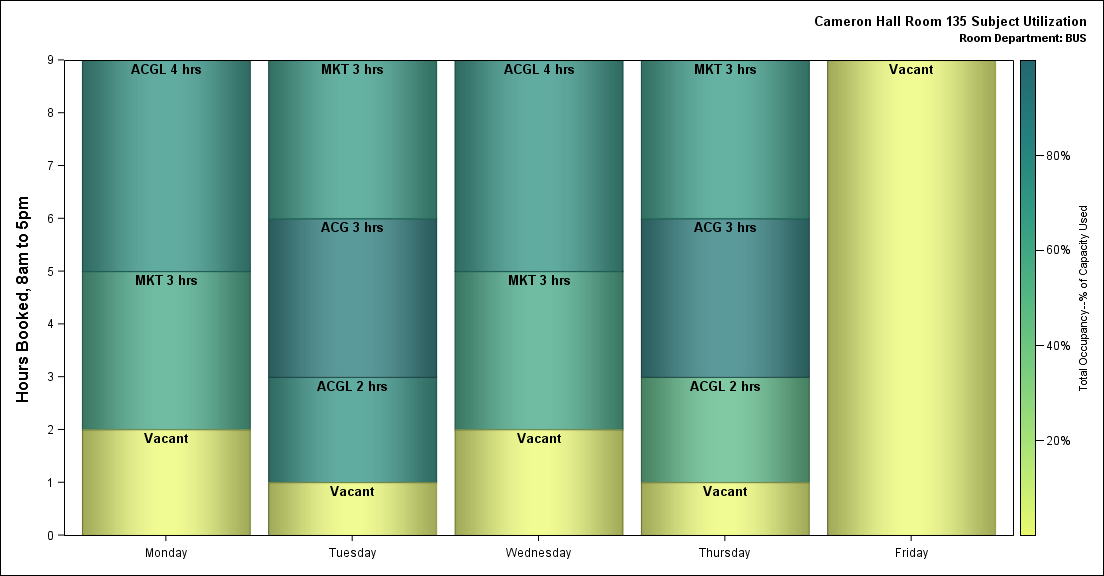 Cameron Hall Room 135 Subject Utilization
Room Department: BUS
Hours Booked, 8am to 5pm
9
8
7
6
5
4
3
2
1
0
ACGL 4 hrs
MKT 3 hrs
Vacant
MKT 3 hrs
ACG 3 hrs
ACGL 2 hrs
Vacant
ACGL 4 hrs
MKT 3 hrs
Vacant
MKT 3 hrs
ACG 3 hrs
ACGL 2 hrs
Vacant
Vacant
Monday
Tuesday
Wednesday
Thursday
Friday
80%
60%
40%
20%
Total Occupancy--% of Capacity Used